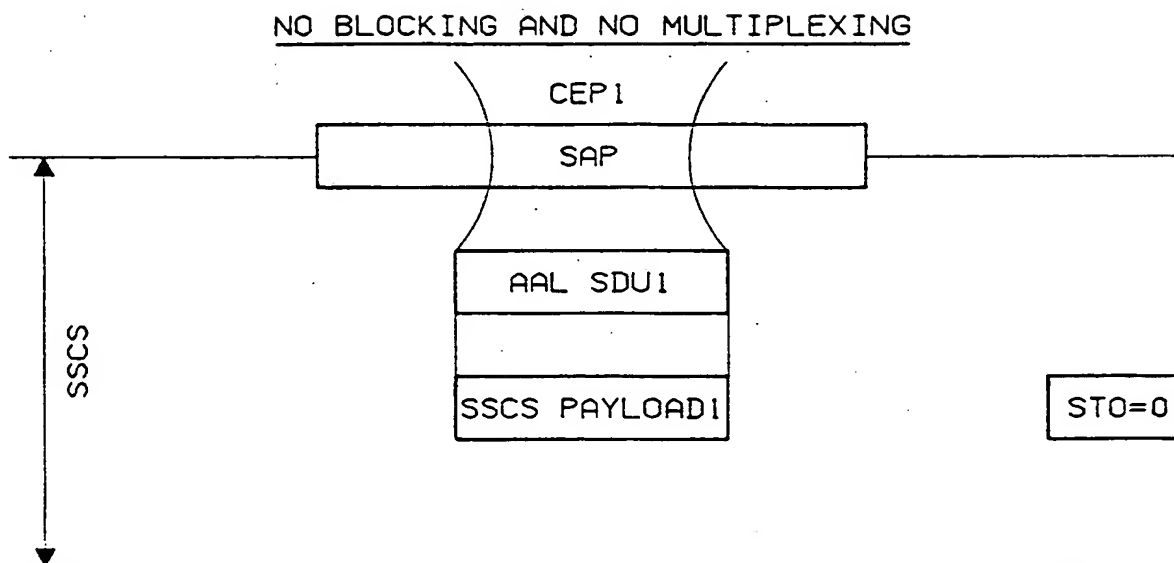 NO BLOCKING AND NO MULTIPLEXING
CEP1
SAP
AAL SDU1
SSCS
SSCS PAYLOAD1
STO=0